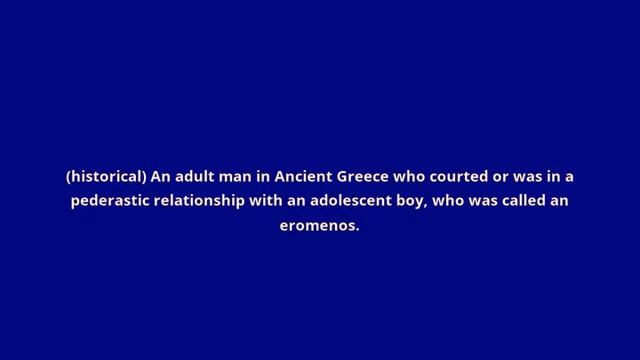 (historical) An adult man in Ancient Greece who courted or was in a
pederastic relationship with an adolescent boy, who was called an
eromenos.